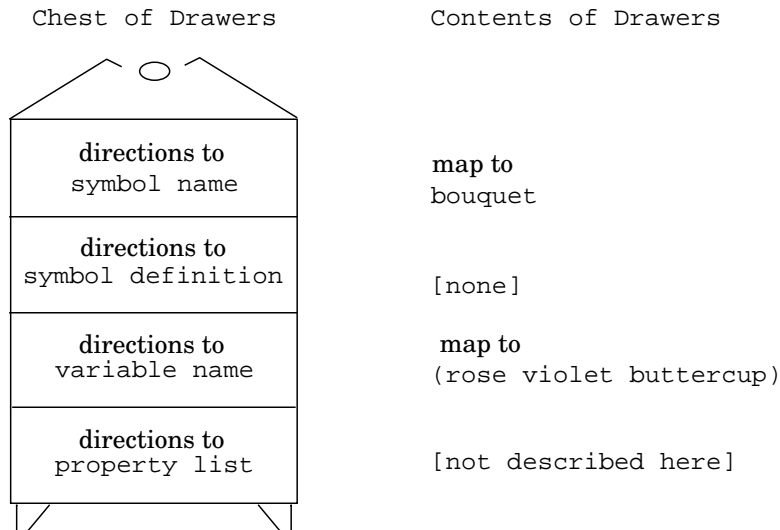 Chest of Drawers
Contents of Drawers
directions to
symbol name
map to
bouquet
directions to
symbol definition
[none]
directions to
variable name
map to
(rose violet buttercup)
directions to
property list
[not described here]